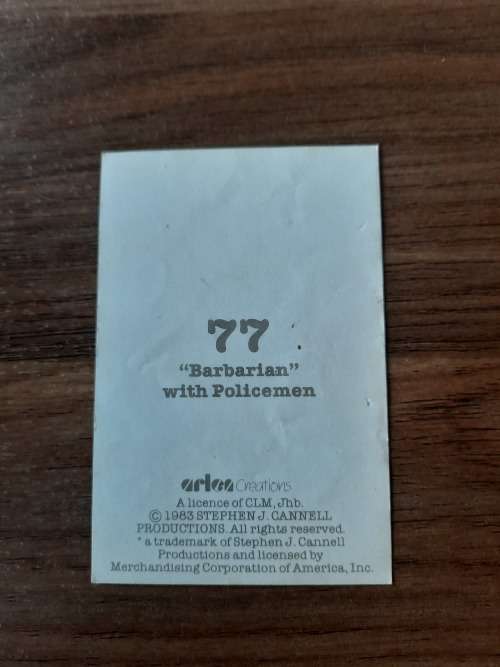 77
“Barbarian”
with Policemen
artca Creations
A licence of CLM, Jhb.
© 1983 STEPHEN J. CANNELL
PRODUCTIONS. All rights reserved.
* a trademark of Stephen J. Cannell
Productions and licensed by
Merchandising Corporation of America, Inc.